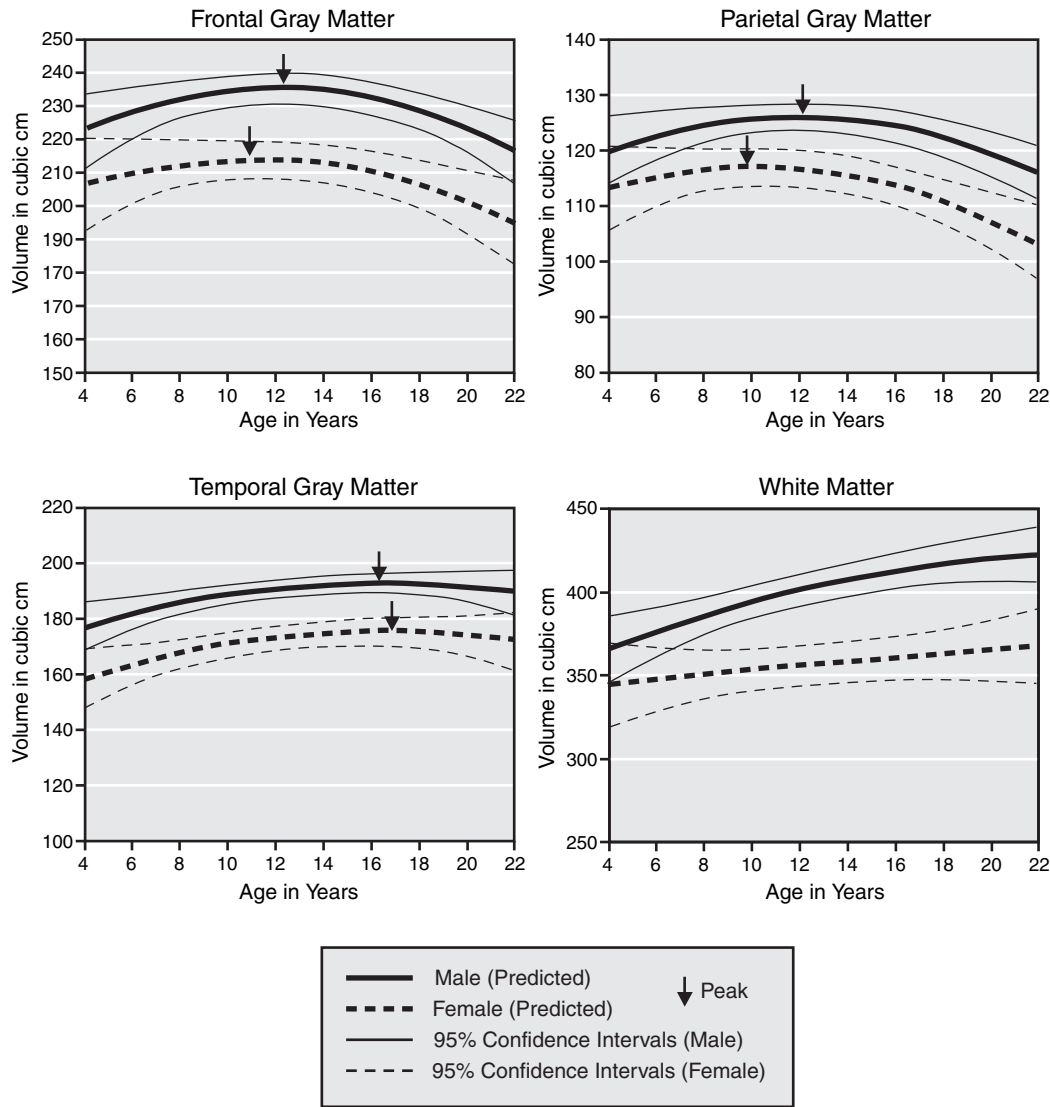 Frontal Gray Matter
Volume in cubic cm
250
240
230
220
210
200
190
170
210
160
150
4 6 8 10 12 14 16 18 20 22
Age in Years
Parietal Gray Matter
Volume in cubic cm
140
130
120
110
100
90
80
4 6 8 10 12 14 16 18 20 22
Age in Years
Temporal Gray Matter
Volume in cubic cm
220
200
180
160
140
120
100
4 6 8 10 12 14 16 18 20 22
Age in Years
White Matter
Volume in cubic cm
450
400
350
300
250
4 6 8 10 12 14 16 18 20 22
Age in Years
Male (Predicted)
Peak
Female (Predicted)
95% Confidence Intervals (Male)
95% Confidence Intervals (Female)